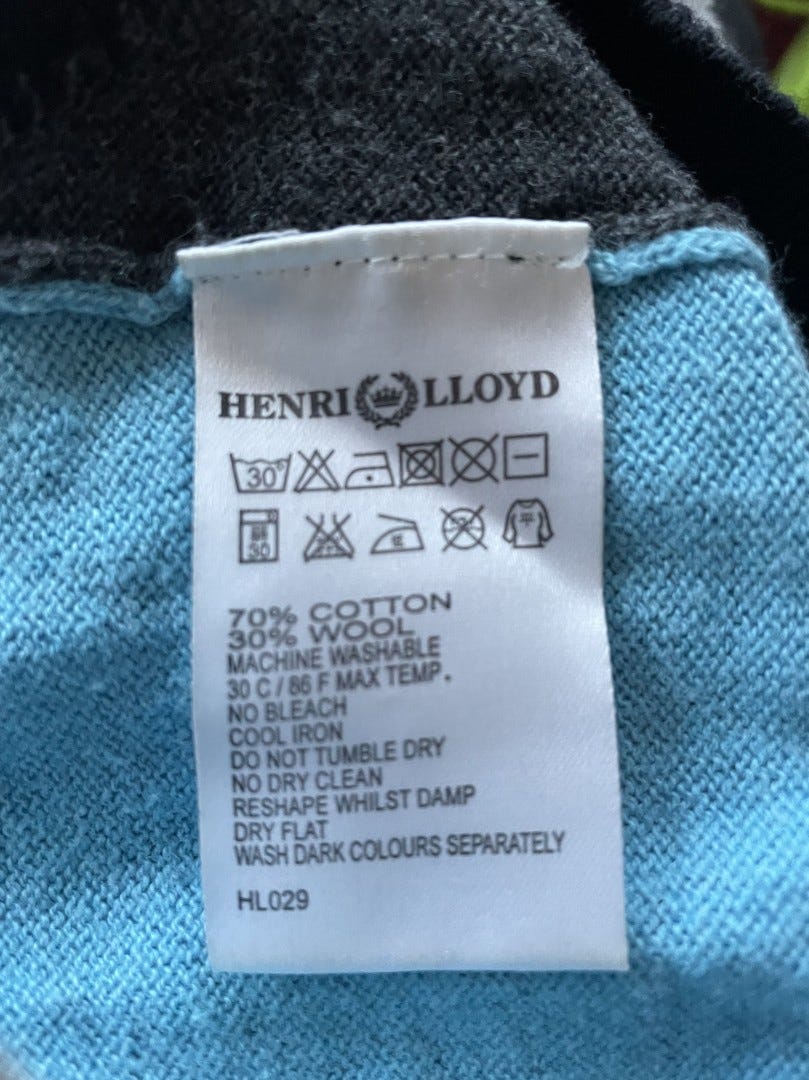 HENRI LLOYD
30°
30
70% COTTON
30% WOOL
MACHINE WASHABLE
30 C / 86 F MAX TEMP.
NO BLEACH
COOL IRON
DO NOT TUMBLE DRY
NO DRY CLEAN
RESHAPE WHILST DAMP
DRY FLAT
WASH DARK COLOURS SEPARATELY
HL029